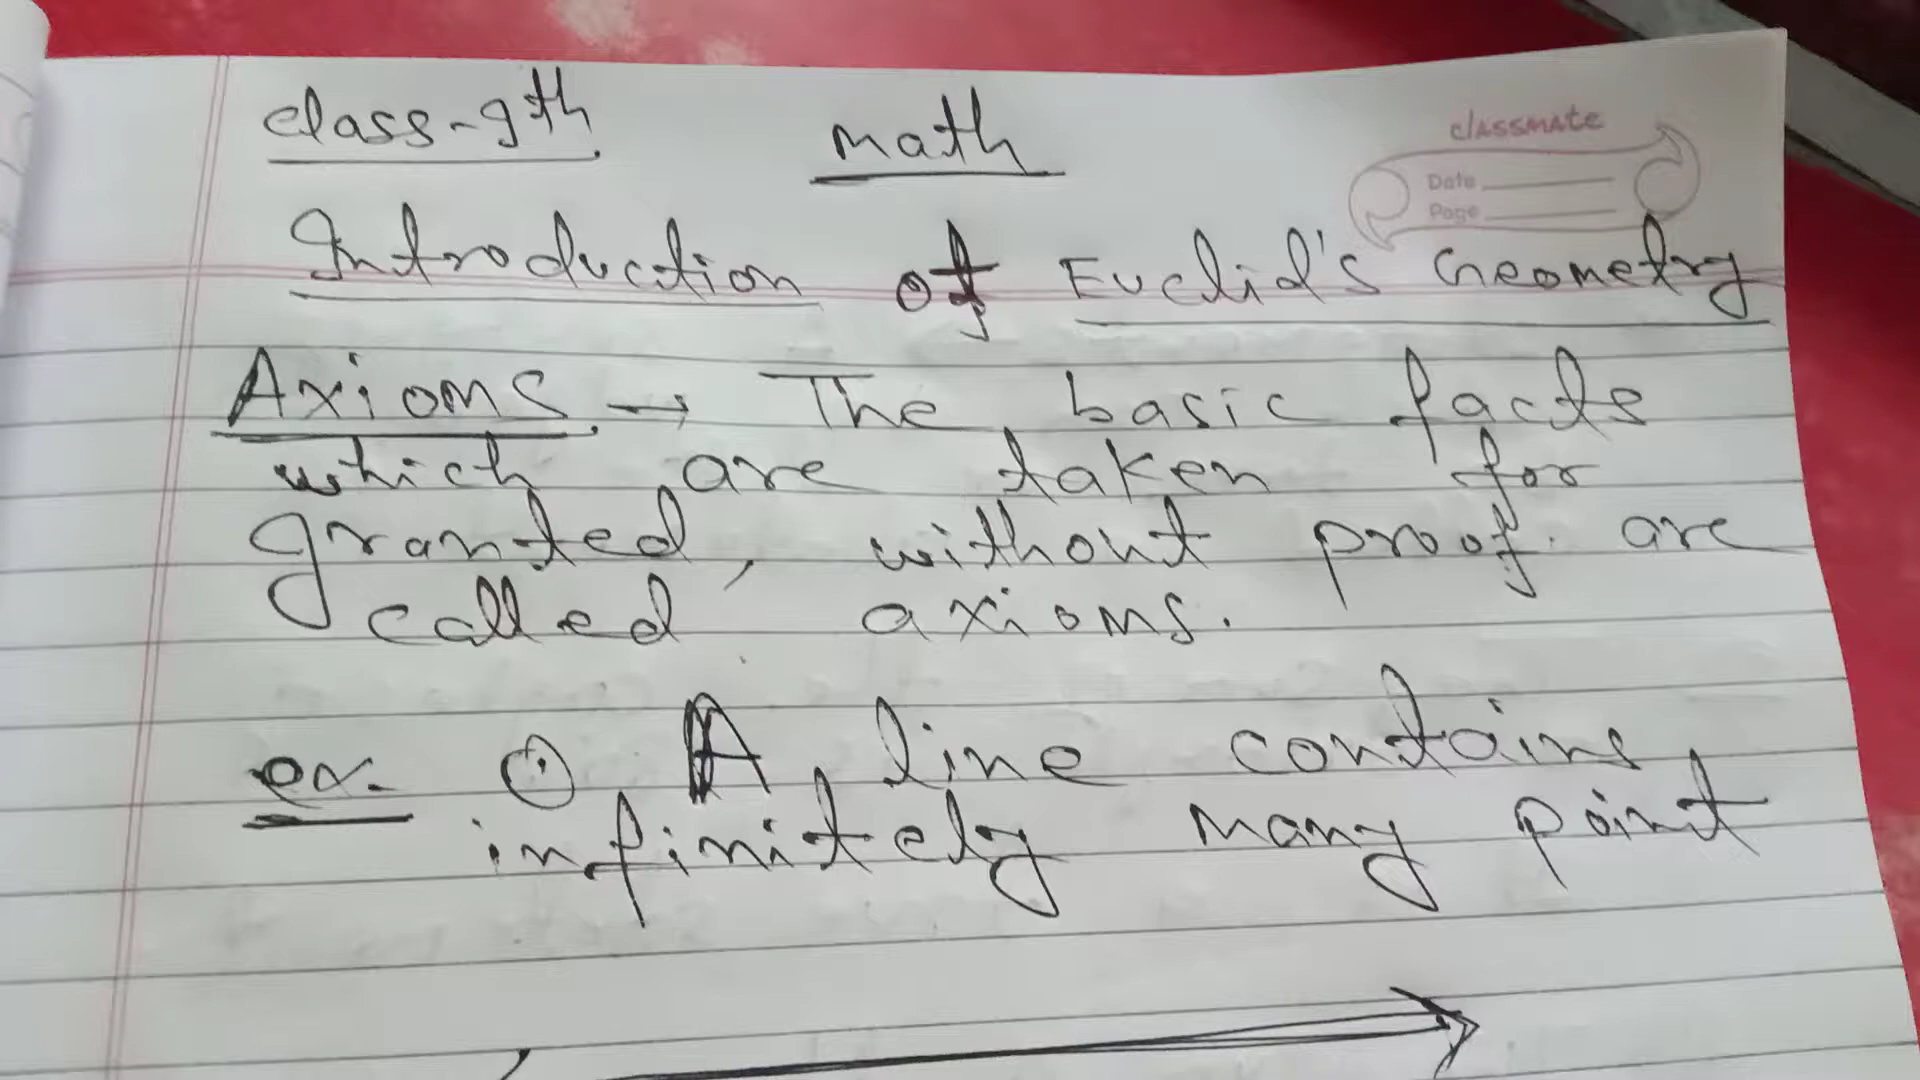 class-9th math
classmate
Date
Page
Introduction of Euclid's Geometry
Axioms. → The basic facts
which are taken for
granted, without proof. are
called axioms.
ex. ① A line contains
infinitely many point